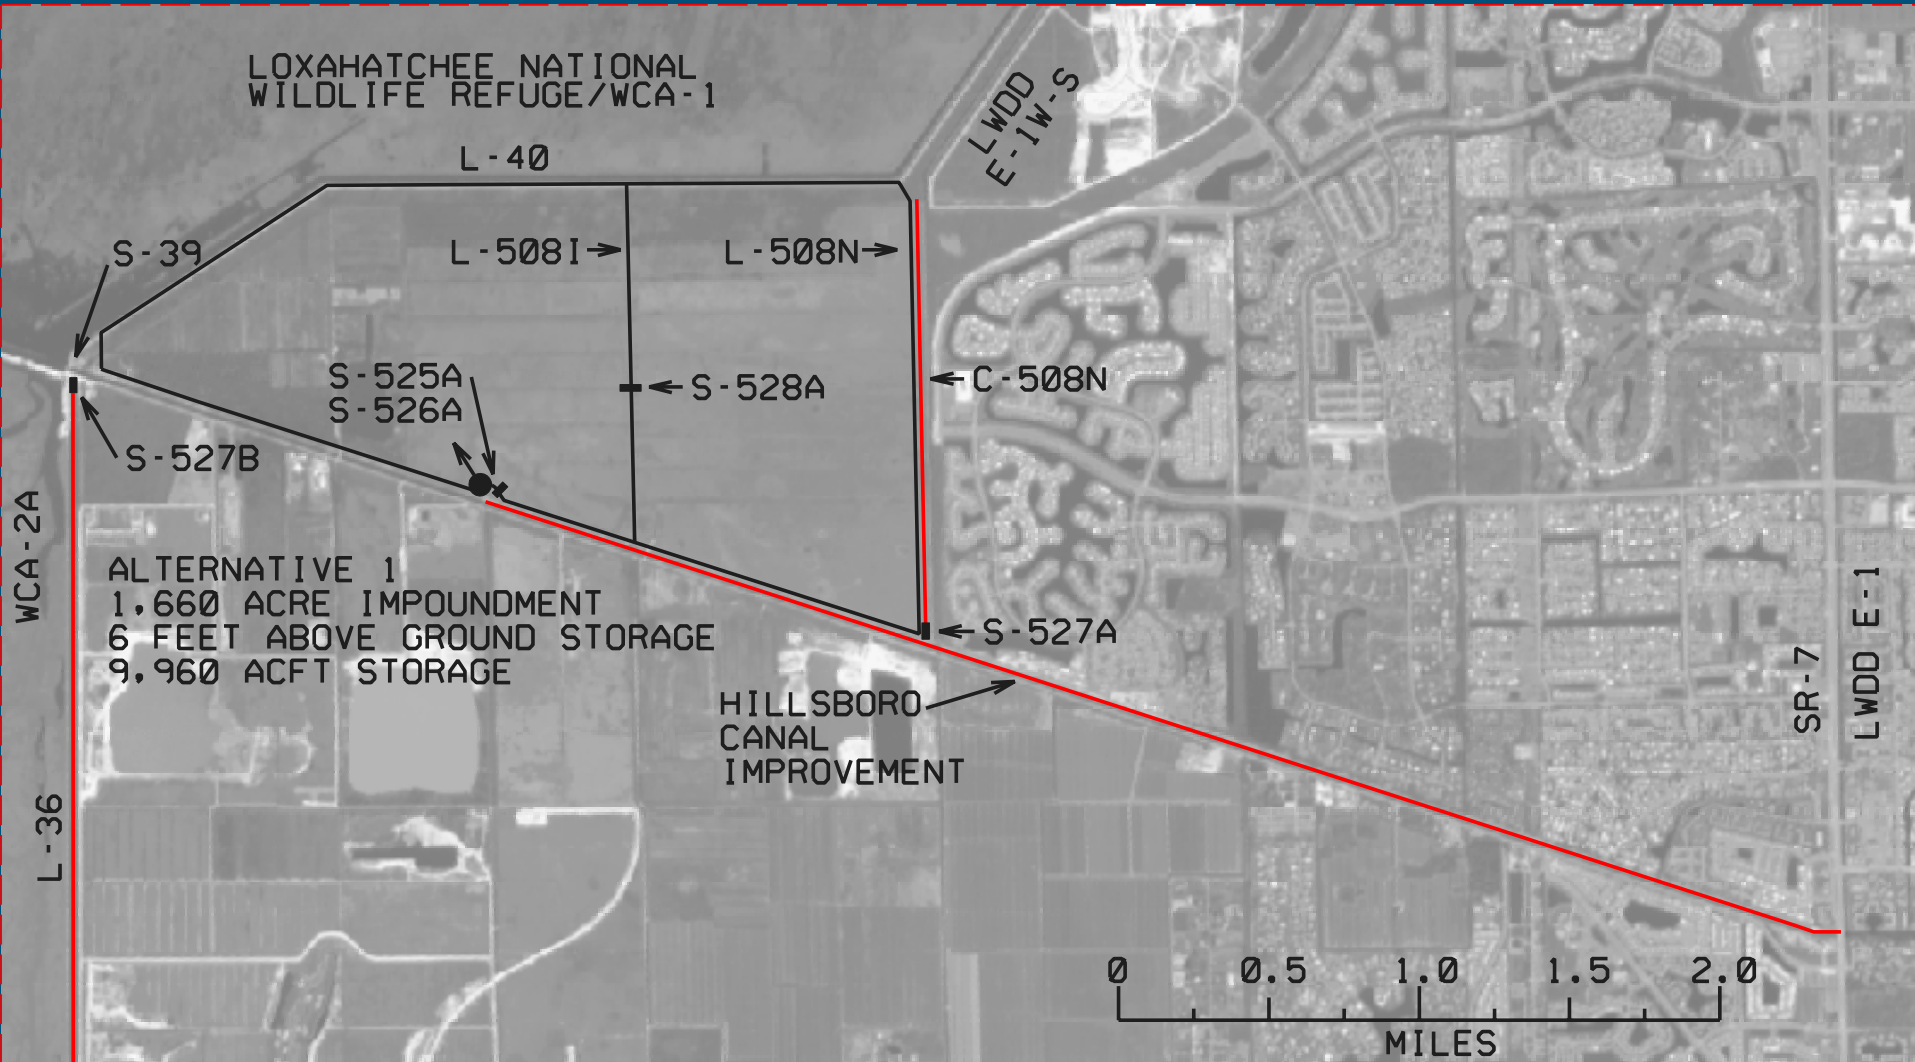 LOXAHATCHEE NATIONAL
WILDLIFE REFUGE/WCA-1
LWDD
E-1W-S
L-40
S-39
L-508I
L-508N
S-525A
S-526A
S-528A
C-508N
S-527B
WCA-2A
ALTERNATIVE 1
1,660 ACRE IMPOUNDMENT
6 FEET ABOVE GROUND STORAGE
9,960 ACFT STORAGE
S-527A
HILLSBORO
CANAL
IMPROVEMENT
SR-7
LWDD E-1
L-36
0 0.5 1.0 1.5 2.0
MILES